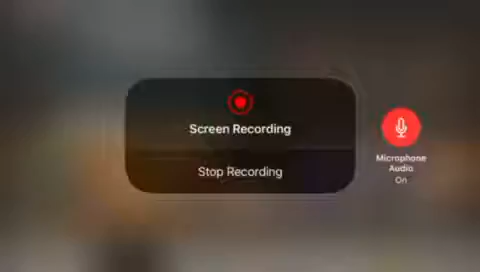 Screen Recording
Stop Recording
Microphone
Audio
On